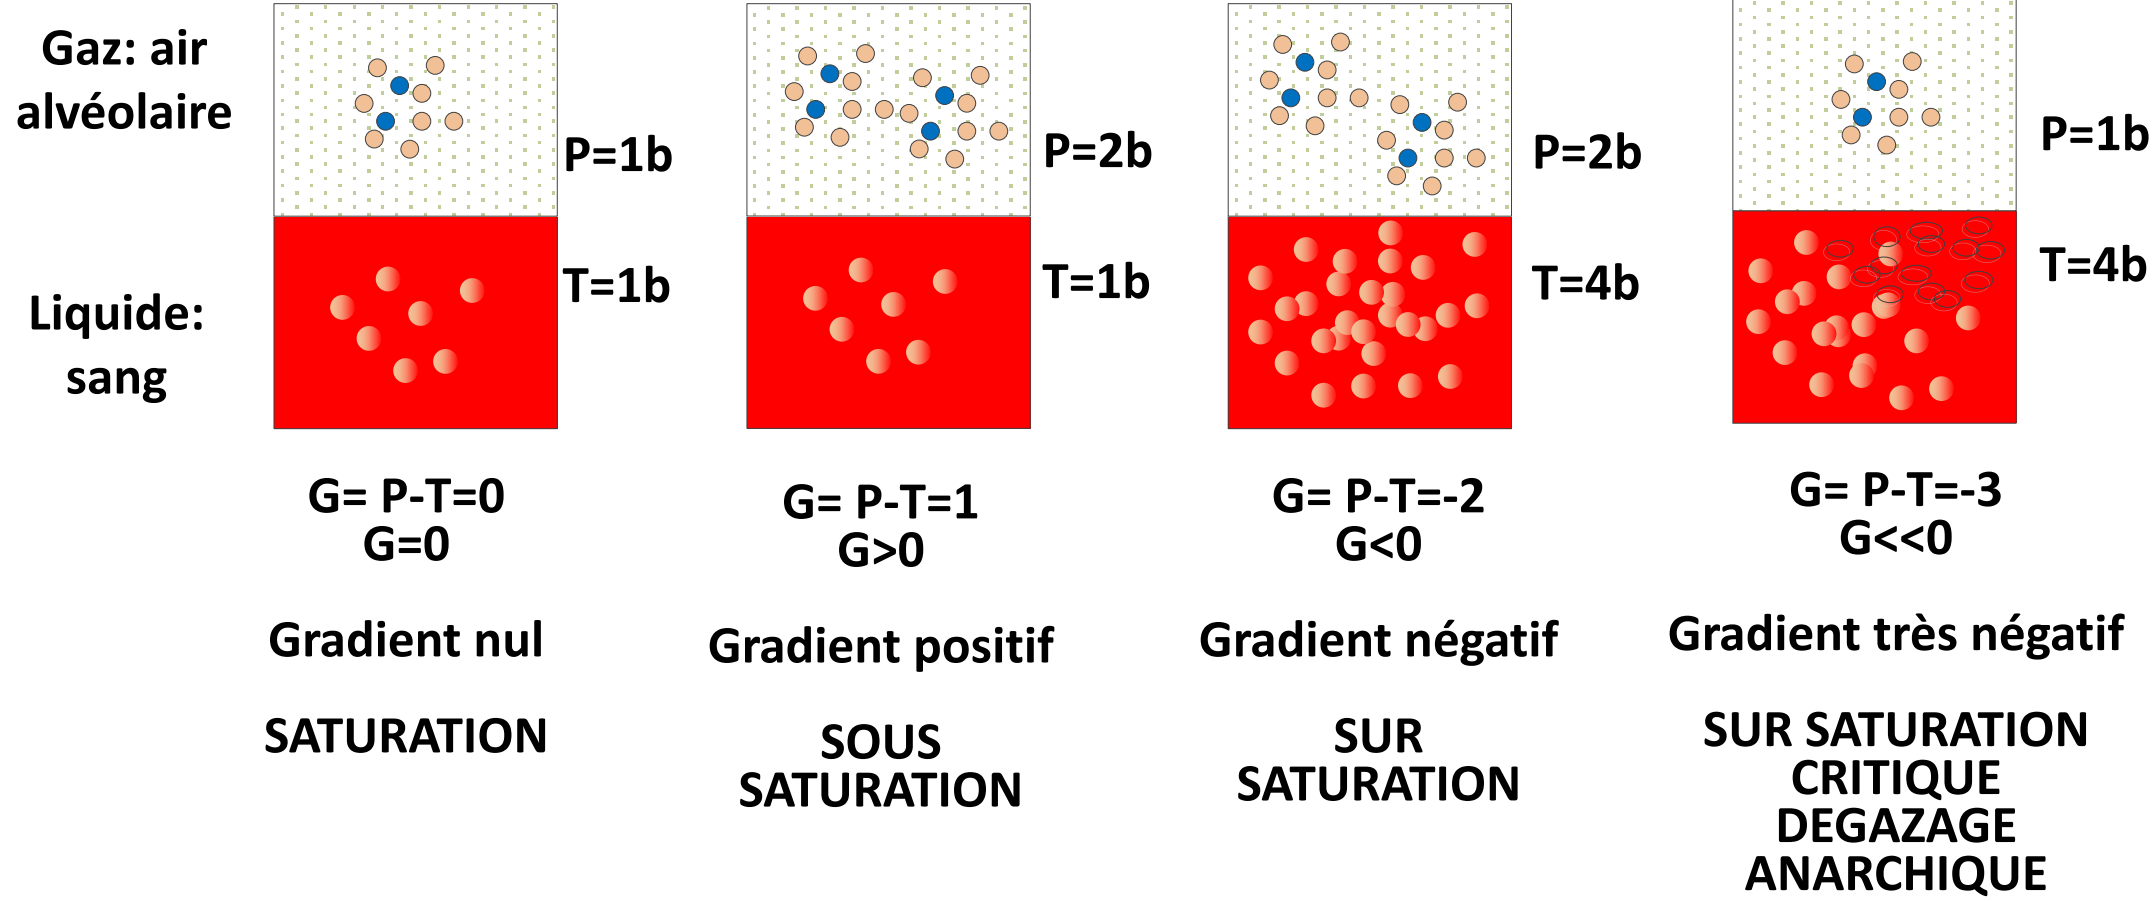 Gaz: air
alvéolaire
Liquide:
sang
P=1b
T=1b
G= P-T=0
G=0
Gradient nul
SATURATION
P=2b
T=1b
G= P-T=1
G>0
Gradient positif
SOUS
SATURATION
P=2b
T=4b
G= P-T=-2
G<0
Gradient négatif
SUR
SATURATION
P=1b
T=4b
G= P-T=-3
G<<0
Gradient très négatif
SUR SATURATION
CRITIQUE
DEGAZAGE
ANARCHIQUE